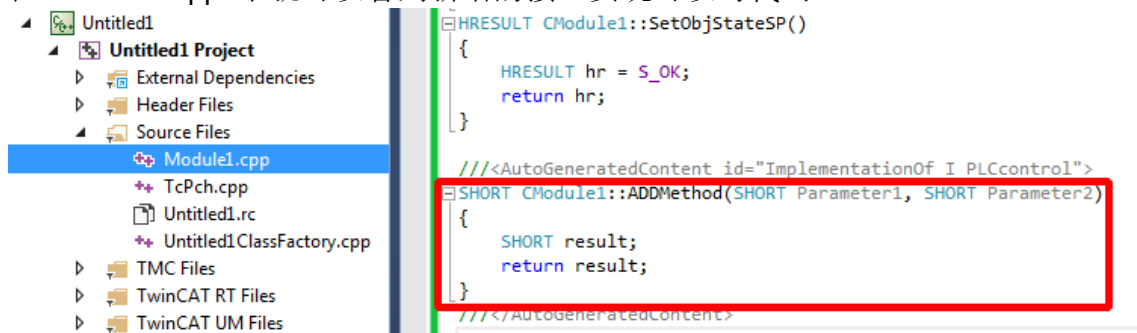 Untitled1
Untitled1 Project
External Dependencies
Header Files
Source Files
Module1.cpp
TcPch.cpp
Untitled1.rc
Untitled1ClassFactory.cpp
TMC Files
TwinCAT RT Files
TwinCAT UM Files
HRESULT CModule1::SetObjStateSP()
{
HRESULT hr = S_OK;
return hr;
}
///<AutoGeneratedContent id="ImplementationOf I PLCcontrol">
SHORT CModule1::ADDMethod(SHORT Parameter1, SHORT Parameter2)
{
SHORT result;
return result;
}
///</AutoGeneratedContent>